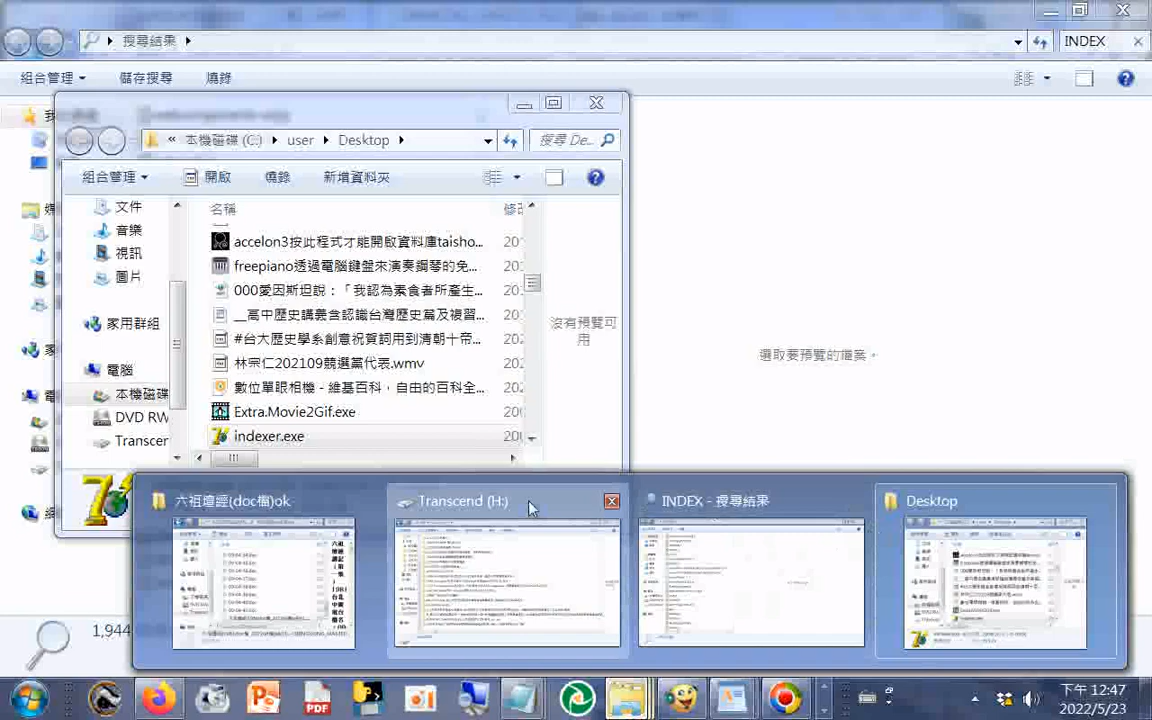 搜尋結果
INDEX
組合管理
儲存搜尋
燒錄
« 本機磁碟 (C:)
user
Desktop
搜尋 De...
組合管理
開啟
燒錄
新增資料夾
文件
音樂
視訊
圖片
家用群組
電腦
本機磁碟
DVD RW
Transcen
名稱
修改
accelon3按此程式才能開啟資料庫taisho...
freepiano透過電腦鍵盤來演奏鋼琴的免...
000愛因斯坦說：「我認為素食者所產生...
__高中歷史講義含認識台灣歷史篇及複習...
#台大歷史學系創意祝賀詞用到清朝十帝...
林宗仁202109競選黨代表.wmv
數位單眼相機 - 維基百科，自由的百科全...
Extra.Movie2Gif.exe
indexer.exe
沒有預覽可用
選取要預覽的檔案。
六祖壇經(doc檔)ok
Transcend (H:)
INDEX - 搜尋結果
Desktop
1,944
下午 12:47
2022/5/23